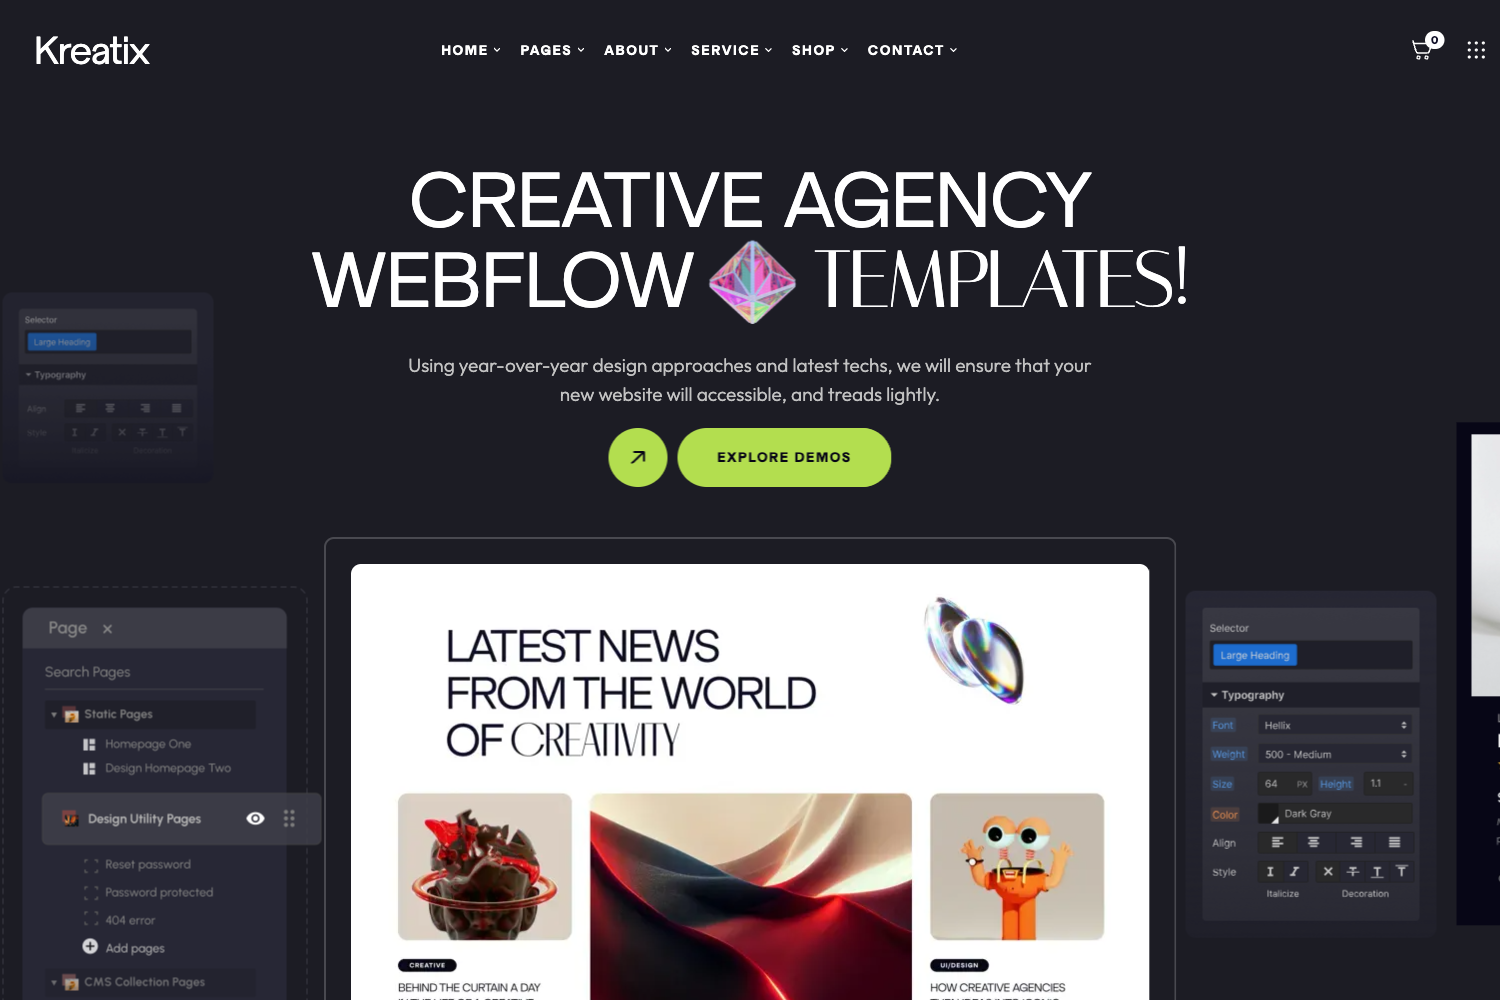 Kreatix
HOME PAGES ABOUT SERVICE SHOP CONTACT
0
CREATIVE AGENCY
WEBFLOW TEMPLATES!
Using year-over-year design approaches and latest techs, we will ensure that your
new website will accessible, and treads lightly.
EXPLORE DEMOS
Selector
Large Heading
Typography
Align
Style
Italicize Decoration
Page ×
Search Pages
Static Pages
Homepage One
Design Homepage Two
Design Utility Pages
Reset password
Password protected
404 error
Add pages
CMS Collection Pages
LATEST NEWS
FROM THE WORLD
OF CREATIVITY
CREATIVE
BEHIND THE CURTAIN A DAY
UI/DESIGN
HOW CREATIVE AGENCIES
Selector
Large Heading
Typography
Font Hellix
Weight 500 - Medium
Size 64 PX Height 1.1 -
Color Dark Gray
Align
Style
Italicize Decoration